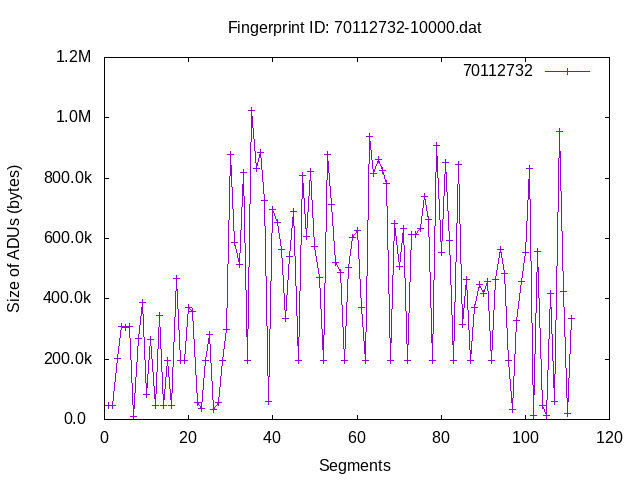 Fingerprint ID: 70112732-10000.dat
70112732
Size of ADUs (bytes)
1.2M
1.0M
800.0k
600.0k
400.0k
200.0k
0.0
0 20 40 60 80 100 120
Segments